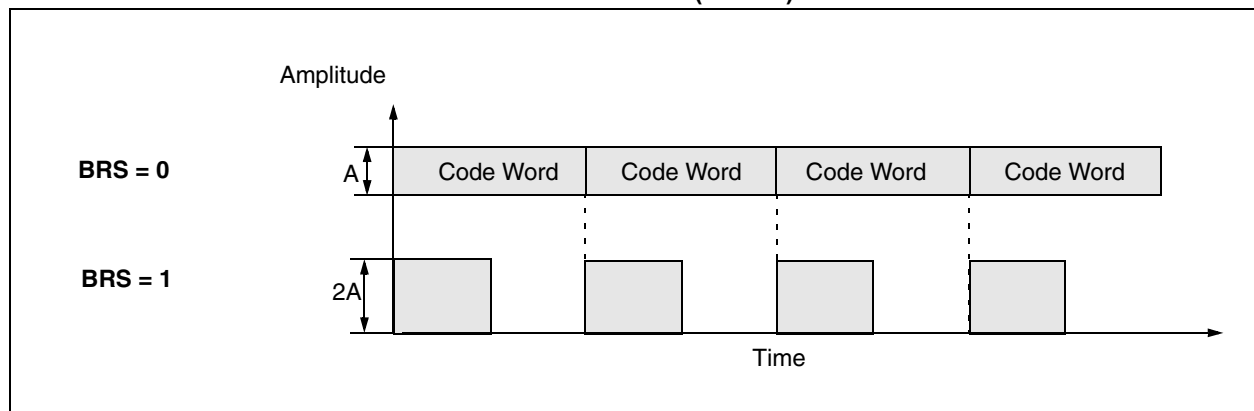 Amplitude
BRS = 0
A
Code Word
Code Word
Code Word
Code Word
BRS = 1
2A
Time